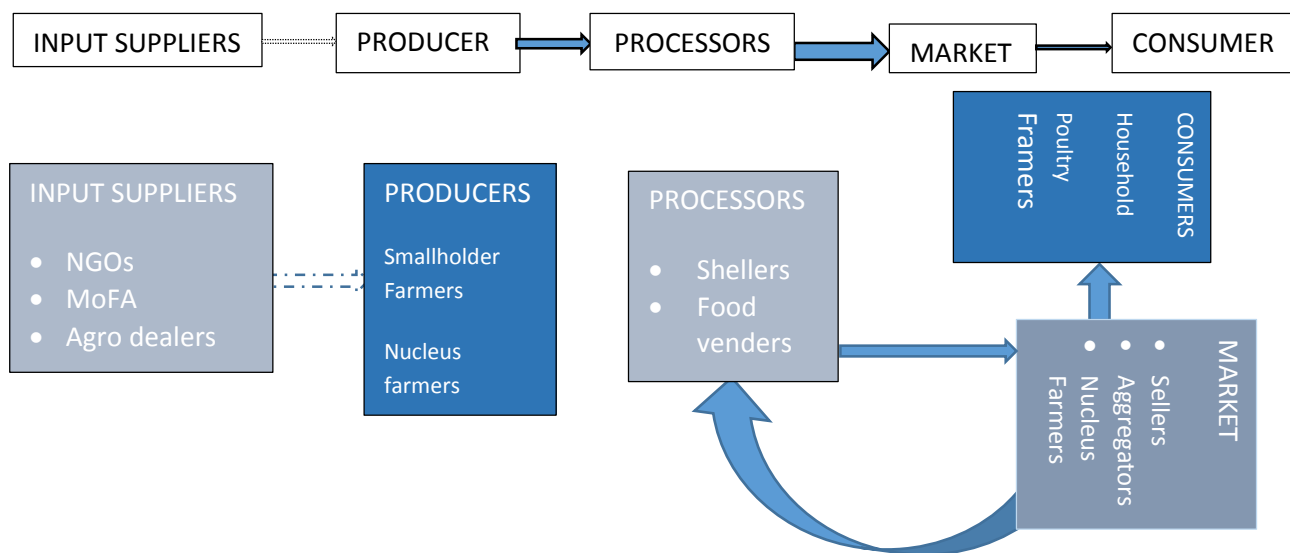 INPUT SUPPLIERS
PRODUCER
PROCESSORS
MARKET
CONSUMER
INPUT SUPPLIERS
• NGOs
• MoFA
• Agro dealers
PRODUCERS
Smallholder
Farmers
Nucleus
farmers
PROCESSORS
• Shellers
• Food
venders
CONSUMERS
Household
Poultry
Framers
MARKET
• Sellers
• Aggregators
• Nucleus
Farmers